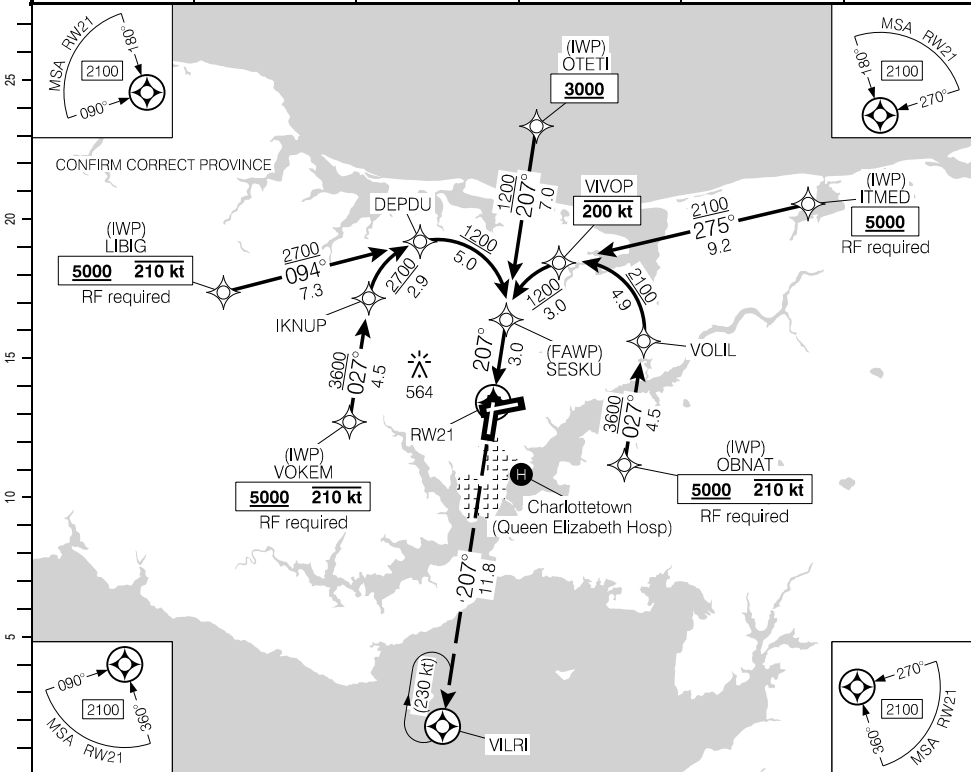 MSA RW21
180°
2100
090°
(IWP)
OTETI
3000
MSA RW21
180°
2100
270°
25
CONFIRM CORRECT PROVINCE
1200
207°
7.0
VIVOP
200 kt
(IWP)
ITMED
5000
RF required
2100
275°
9.2
20
DEPDU
(IWP)
LIBIG
5000 210 kt
RF required
2700
094°
7.3
1200
5.0
2700
2.9
IKNUP
1200
3.0
2100
4.9
15
3600
027°
4.5
564
207°
3.0
(FAWP)
SESKU
VOLIL
RW21
3600
027°
4.5
(IWP)
VOKEM
5000 210 kt
RF required
10
H
Charlottetown
(Queen Elizabeth Hosp)
(IWP)
OBNAT
5000 210 kt
RF required
207°
11.8
5
090°
2100
360°
MSA RW21
(230 kt)
VILRI
270°
2100
360°
MSA RW21